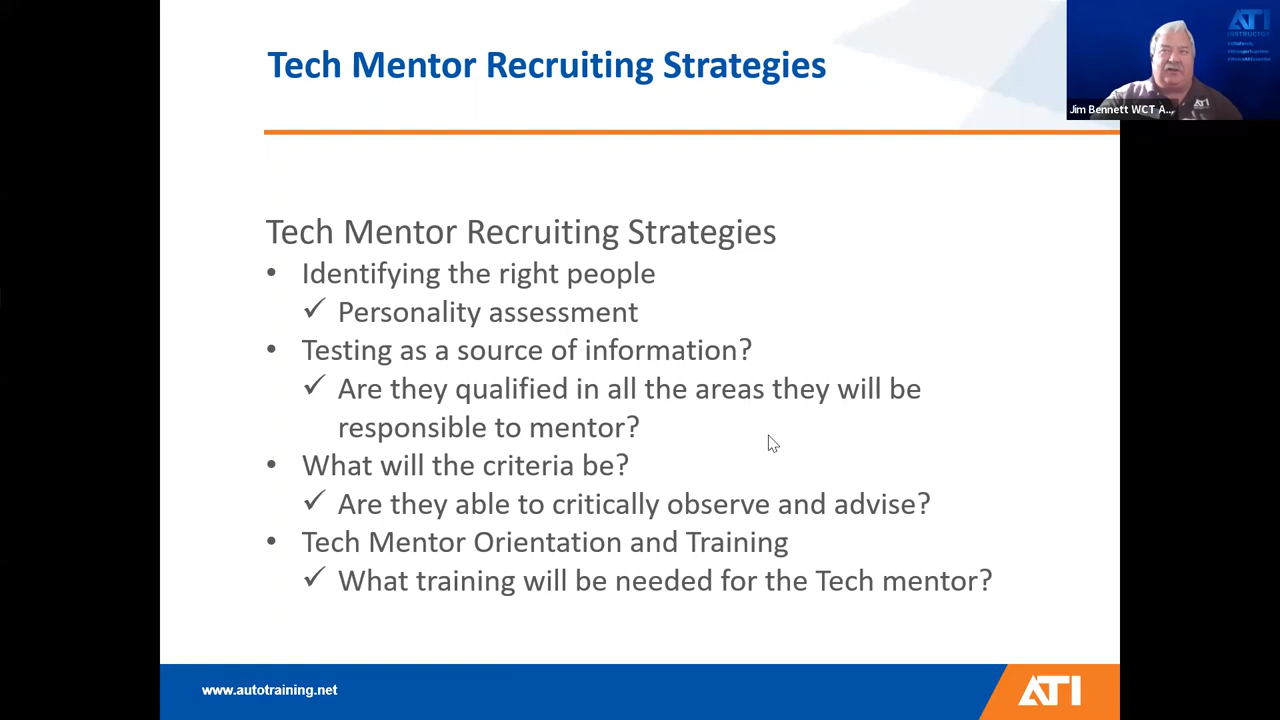 Tech Mentor Recruiting Strategies
ATI
INSTRUCTOR
ATI
Jim Bennett WCT A...
Tech Mentor Recruiting Strategies
• Identifying the right people
✓ Personality assessment
• Testing as a source of information?
✓ Are they qualified in all the areas they will be
responsible to mentor?
• What will the criteria be?
✓ Are they able to critically observe and advise?
• Tech Mentor Orientation and Training
✓ What training will be needed for the Tech mentor?
www.autotraining.net
ATI